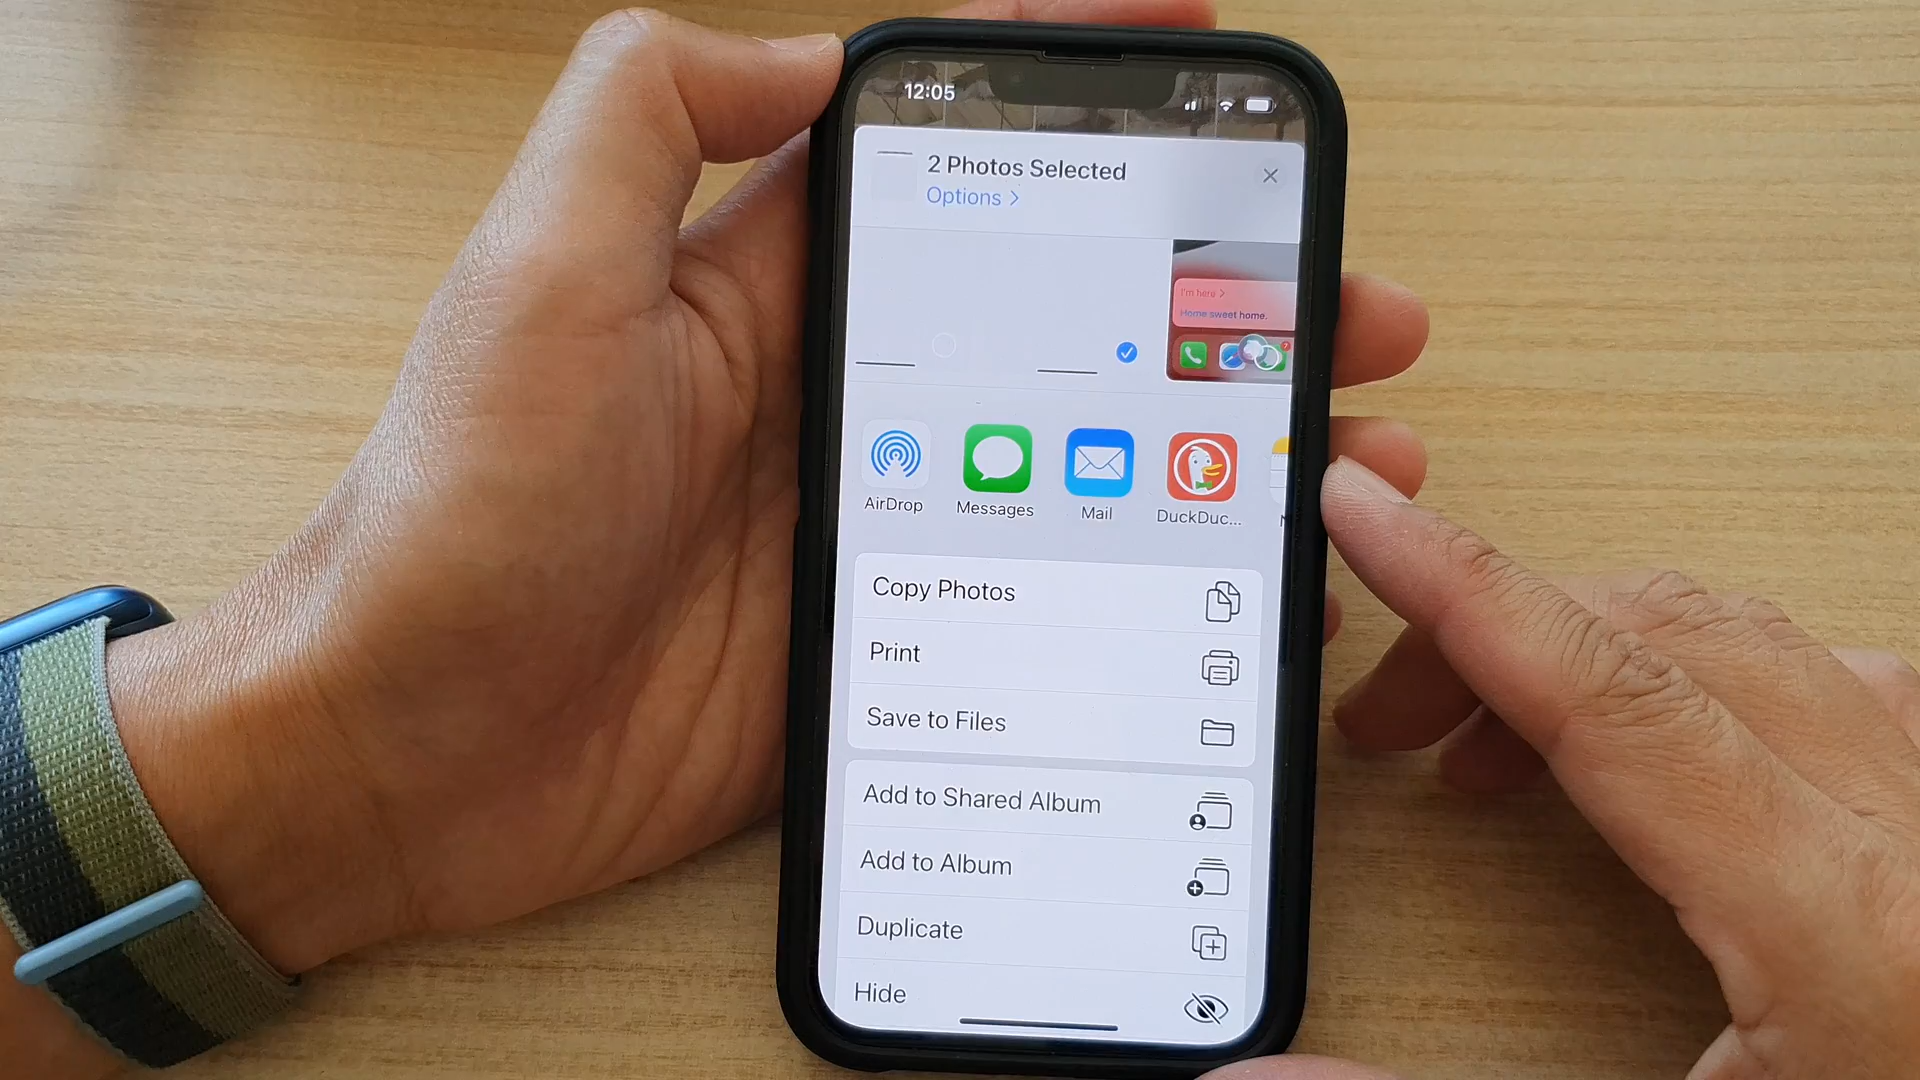 12:05
2 Photos Selected
Options >
I'm here >
Home sweet home.
AirDrop
Messages
Mail
DuckDuc...
Copy Photos
Print
Save to Files
Add to Shared Album
Add to Album
Duplicate
Hide